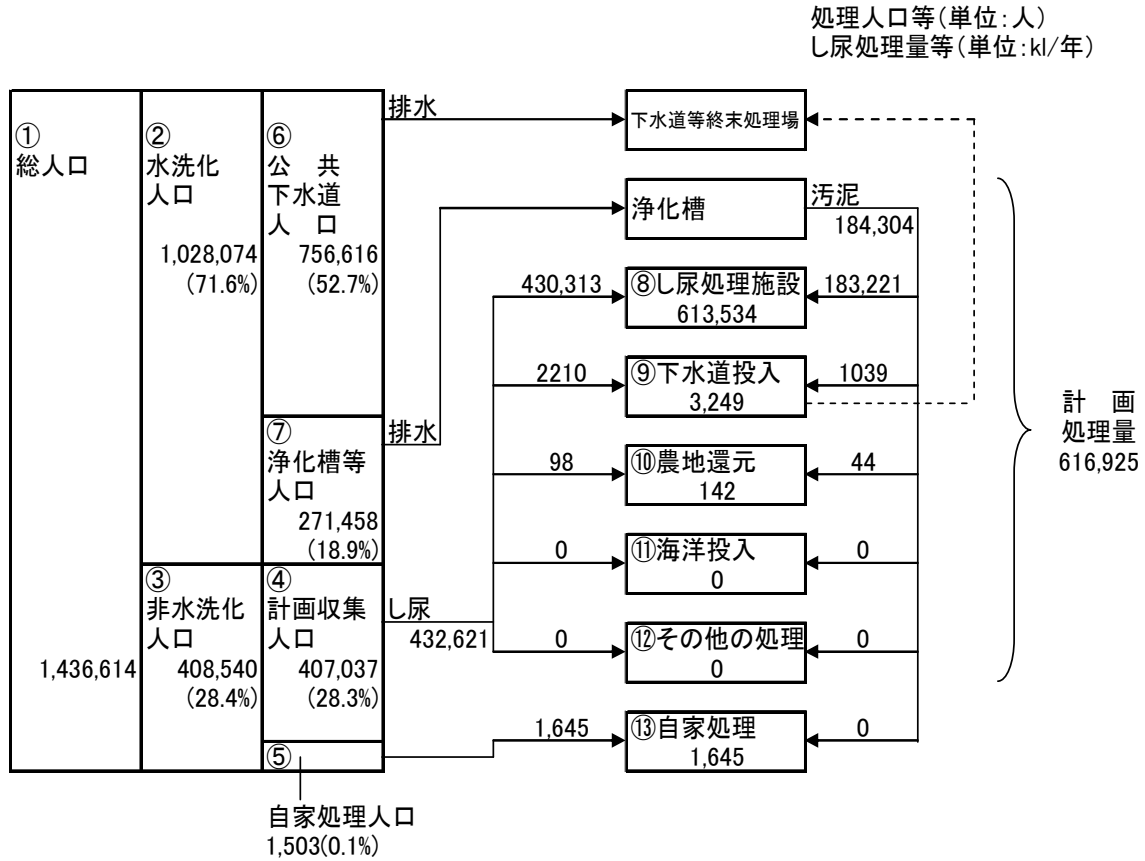 処理人口等(単位:人)
し尿処理量等(単位:kl/年)
①
総人口
1,436,614
②
水洗化
人口
1,028,074
(71.6%)
③
非水洗化
人口
408,540
(28.4%)
⑥
公　共
下水道
人　口
756,616
(52.7%)
⑦
浄化槽等
人口
271,458
(18.9%)
④
計画収集
人口
407,037
(28.3%)
⑤
自家処理人口
1,503(0.1%)
排水
下水道等終末処理場
排水
浄化槽
汚泥
184,304
し尿
432,621
430,313
⑧し尿処理施設
613,534
183,221
2210
⑨下水道投入
3,249
1039
98
⑩農地還元
142
44
0
⑪海洋投入
0
0
0
⑫その他の処理
0
0
1,645
⑬自家処理
1,645
0
計　画
処理量
616,925